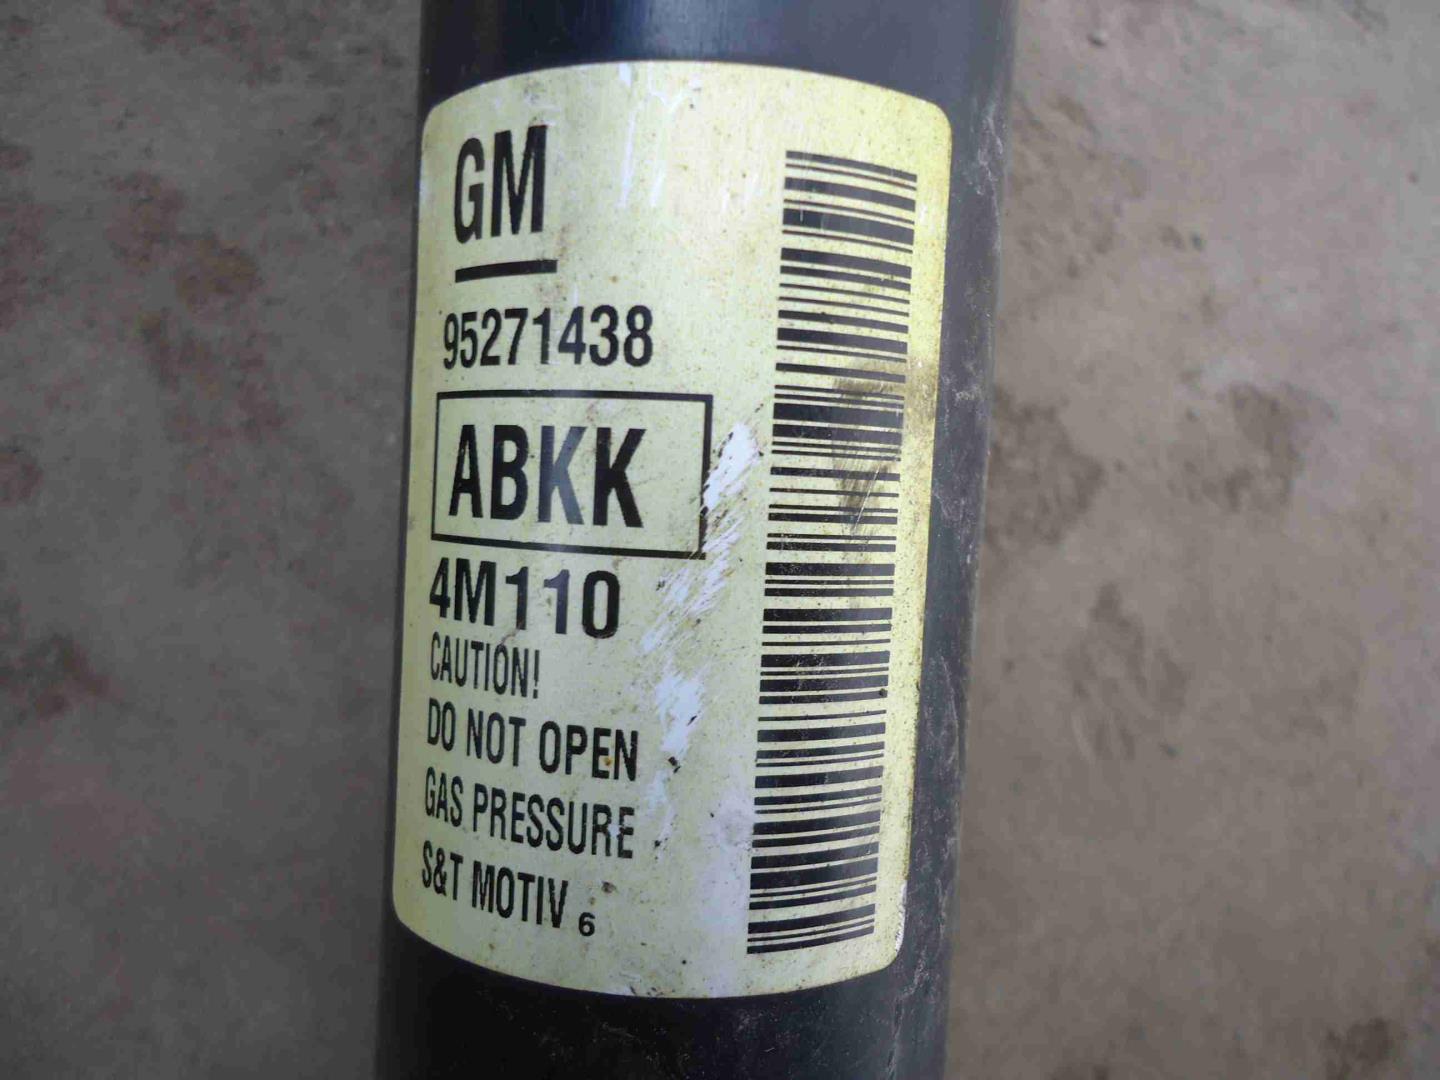 GM
95271438
ABKK
4M110
CAUTION!
DO NOT OPEN
GAS PRESSURE
S&T MOTIV 6